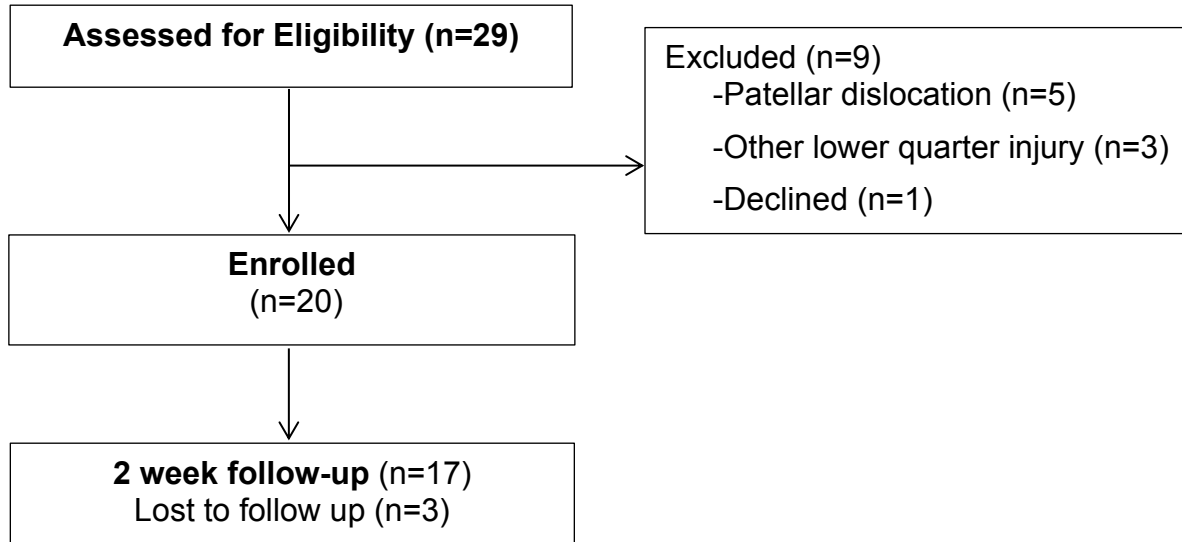 Assessed for Eligibility (n=29)
Excluded (n=9)
-Patellar dislocation (n=5)
-Other lower quarter injury (n=3)
-Declined (n=1)
Enrolled
(n=20)
2 week follow-up (n=17)
Lost to follow up (n=3)